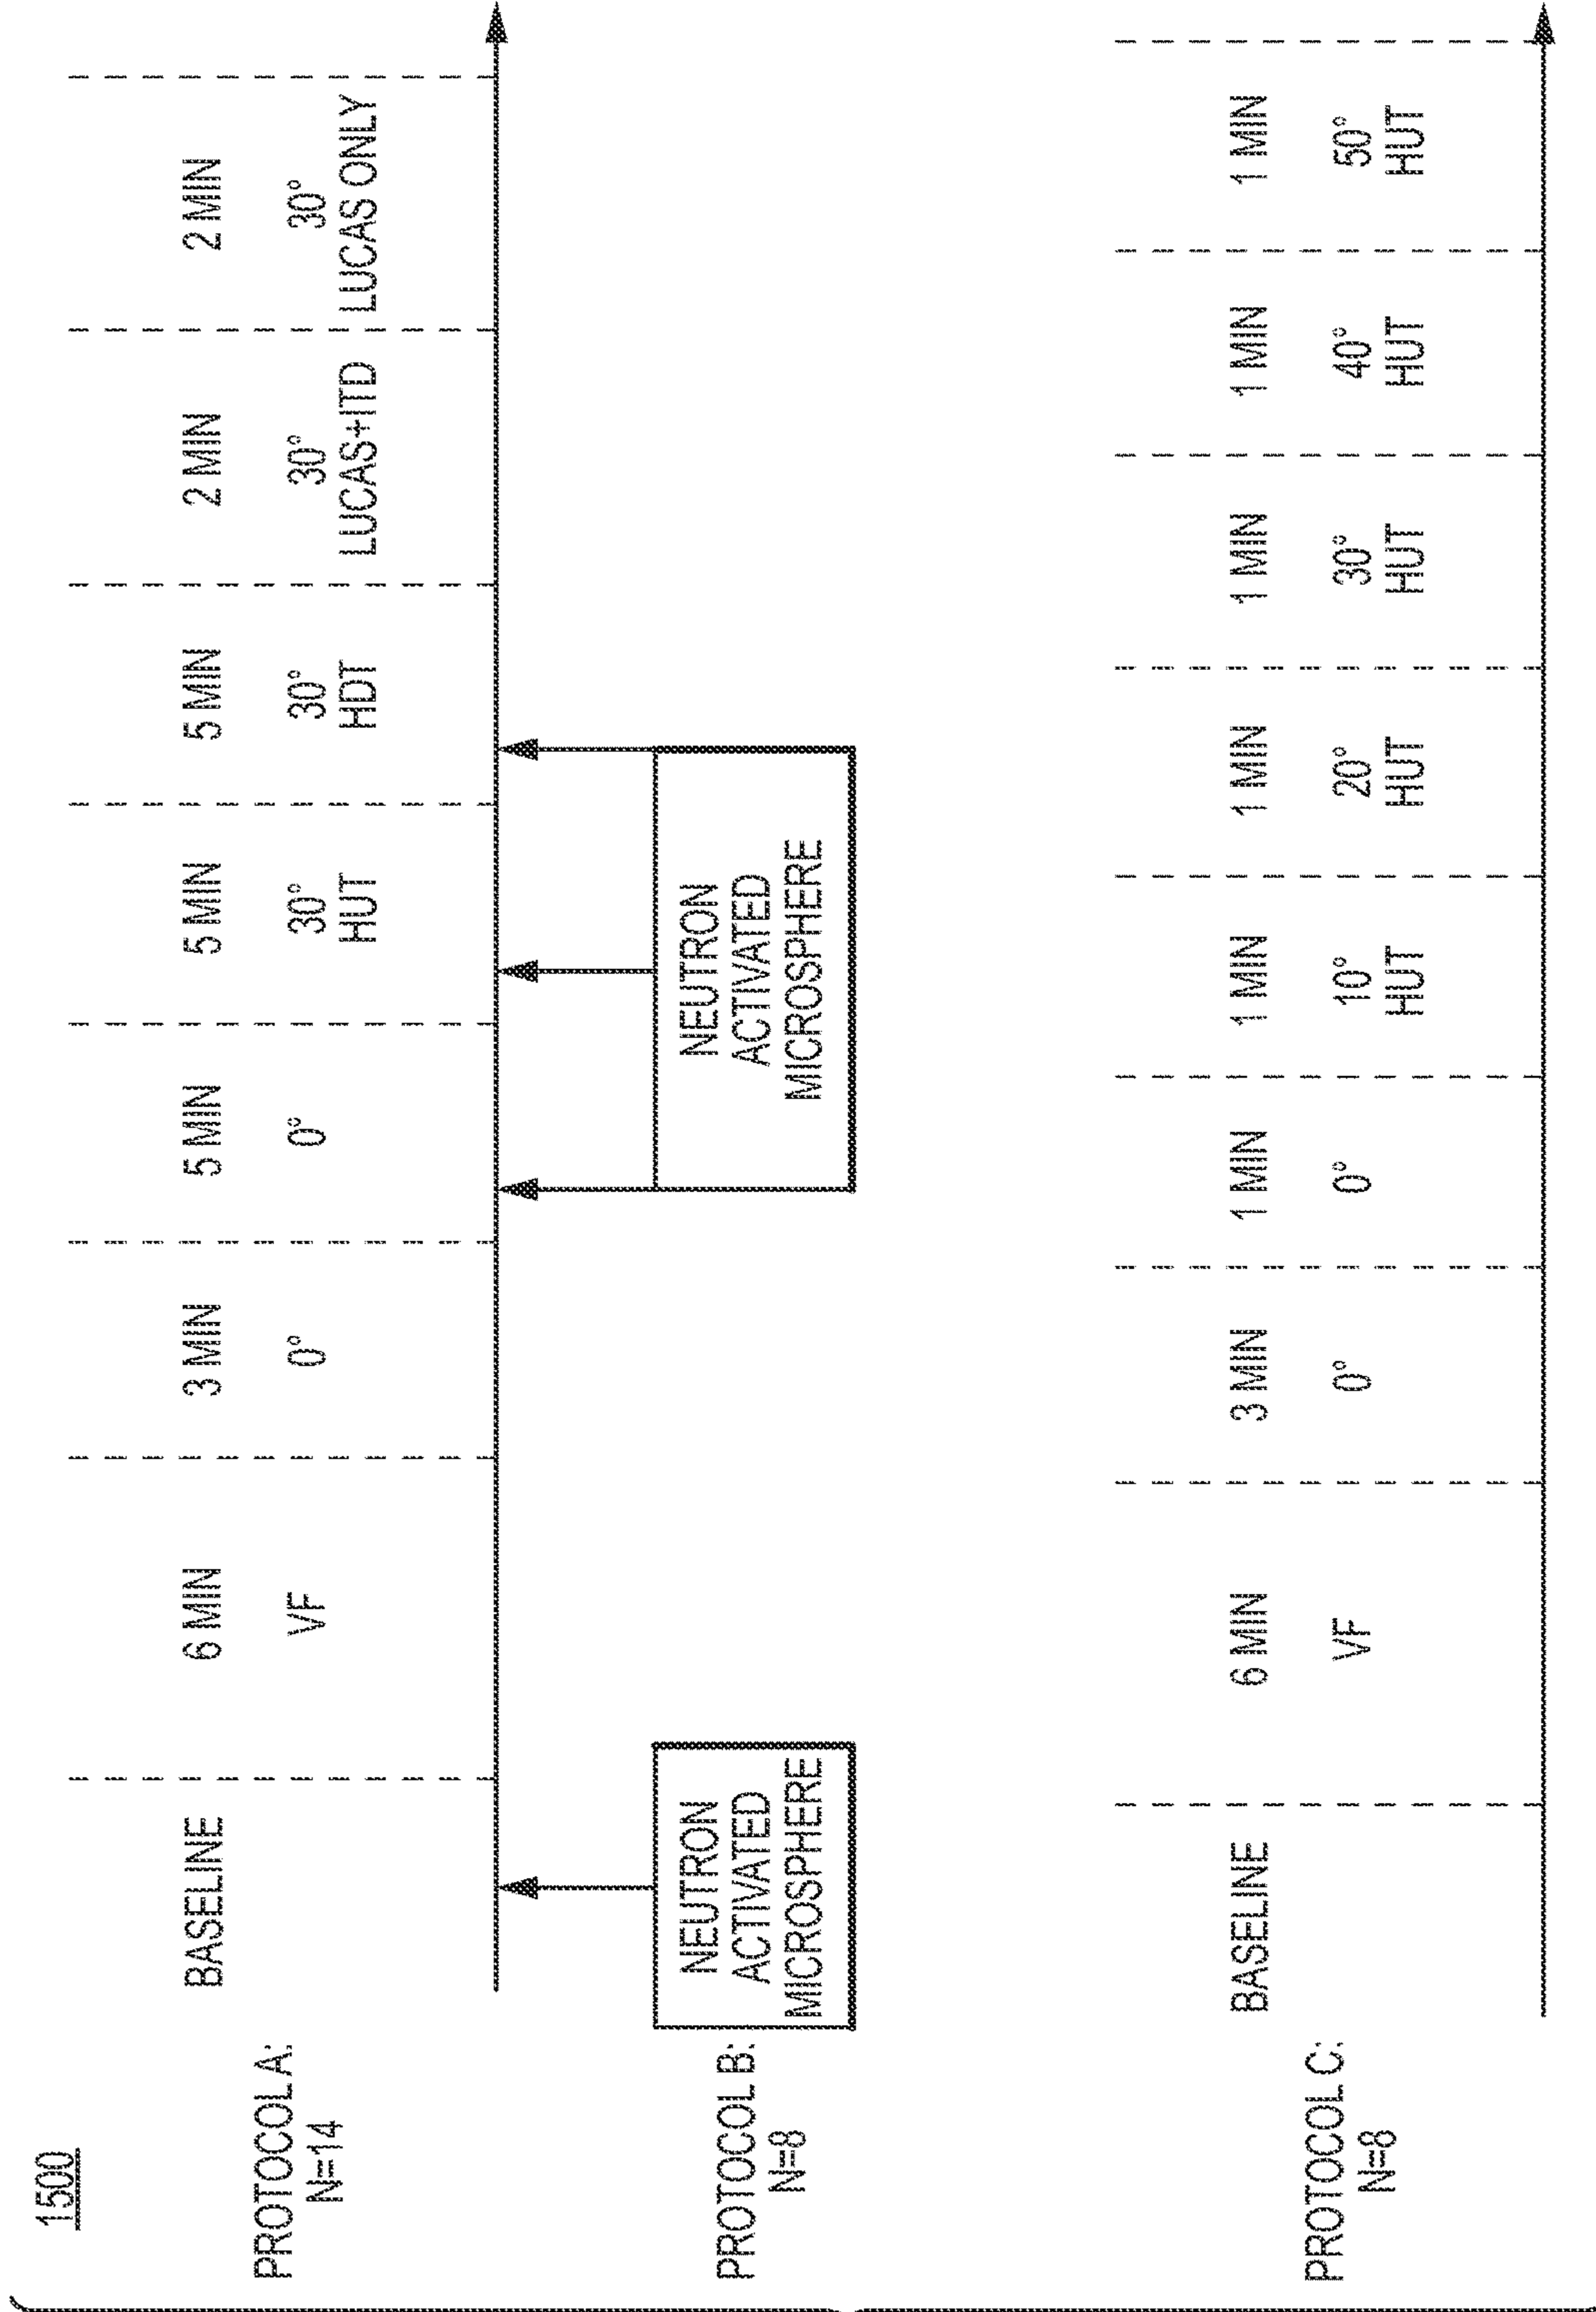 1500
PROTOCOL A:
N=14
BASELINE
6 MIN
VF
3 MIN
0°
5 MIN
0°
5 MIN
30°
HUT
5 MIN
30°
HDT
2 MIN
30°
LUCAS+ITD
2 MIN
30°
LUCAS ONLY
PROTOCOL B:
N=8
NEUTRON
ACTIVATED
MICROSPHERE
NEUTRON
ACTIVATED
MICROSPHERE
PROTOCOL C:
N=8
BASELINE
6 MIN
VF
3 MIN
0°
1 MIN
0°
1 MIN
10°
HUT
1 MIN
20°
HUT
1 MIN
30°
HUT
1 MIN
40°
HUT
1 MIN
50°
HUT